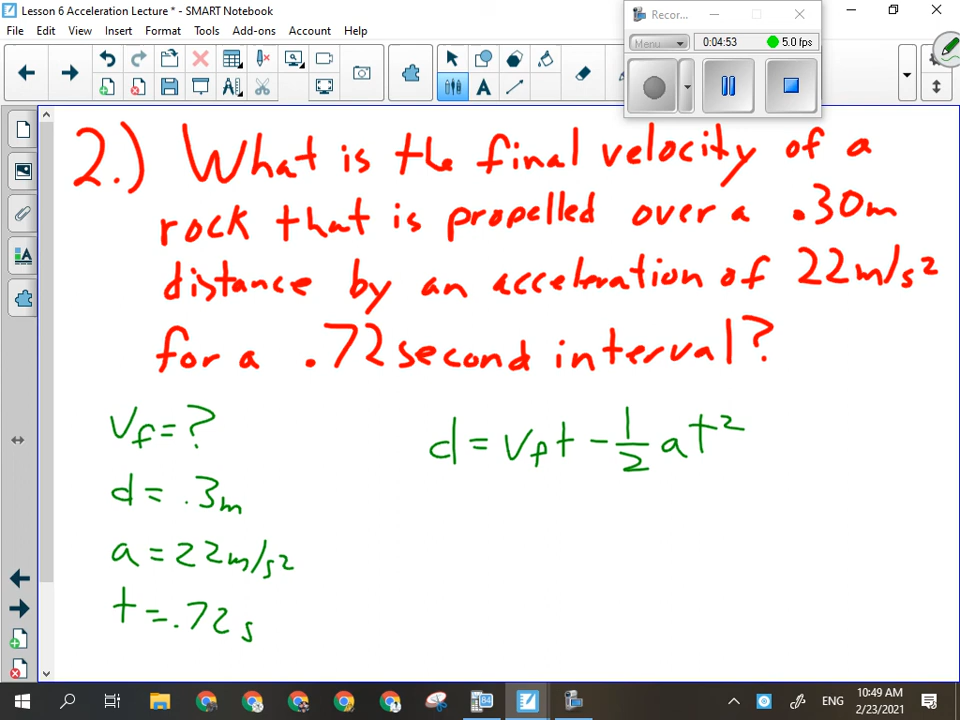 Lesson 6 Acceleration Lecture * - SMART Notebook
Recor...
File Edit View Insert Format Tools Add-ons Account Help
Menu
0:04:53
5.0 fps
2.) What is the final velocity of a
rock that is propelled over a .30m
distance by an acceleration of 22m/s²
for a .72 second interval?
vf = ?
d = .3m
a = 22m/s²
t = .72 s
d = vft - 1/2 at²
ENG
10:49 AM
2/23/2021